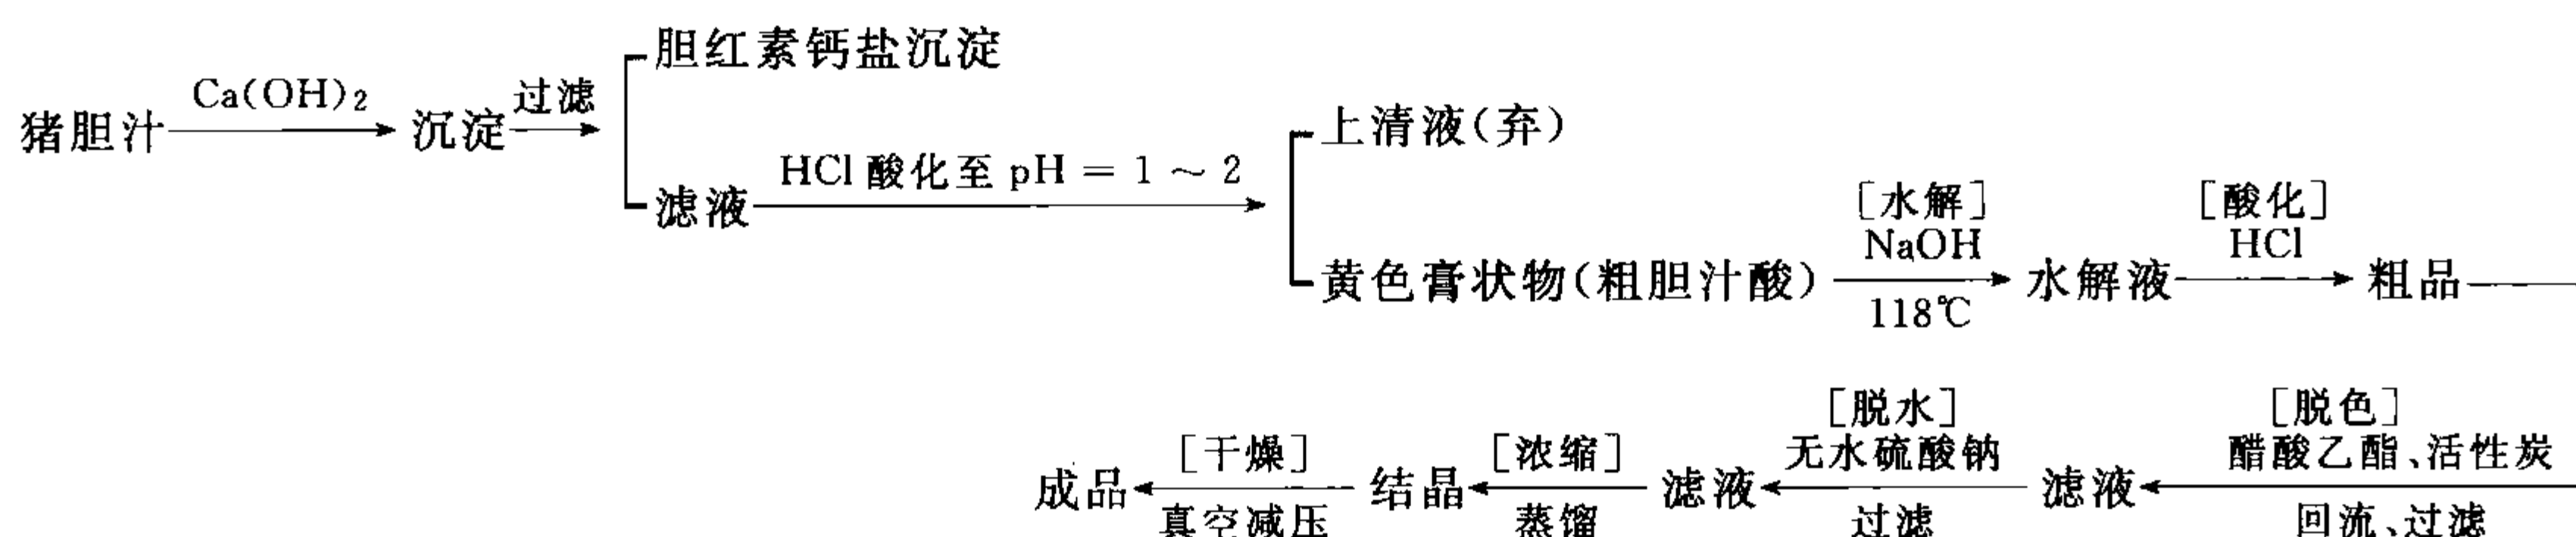 胆红素钙盐沉淀
猪胆汁 Ca(OH)₂ 沉淀 过滤
上清液(弃)
滤液 HCl 酸化至 pH = 1 ~ 2
黄色膏状物(粗胆汁酸) [水解] NaOH 118℃ 水解液 [酸化] HCl 粗品
[脱色] 醋酸乙酯、活性炭 回流、过滤
滤液 [脱水] 无水硫酸钠 过滤
滤液 [浓缩] 蒸馏
结晶 [干燥] 真空减压
成品